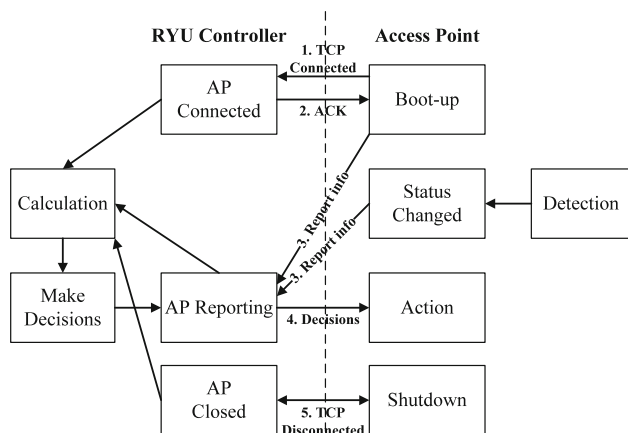 RYU Controller
Access Point
1. TCP
Connected
AP
Connected
2. ACK
Boot-up
Calculation
3. Report info
Status
Changed
Detection
3. Report info
Make
Decisions
AP Reporting
4. Decisions
Action
AP
Closed
5. TCP
Disconnected
Shutdown